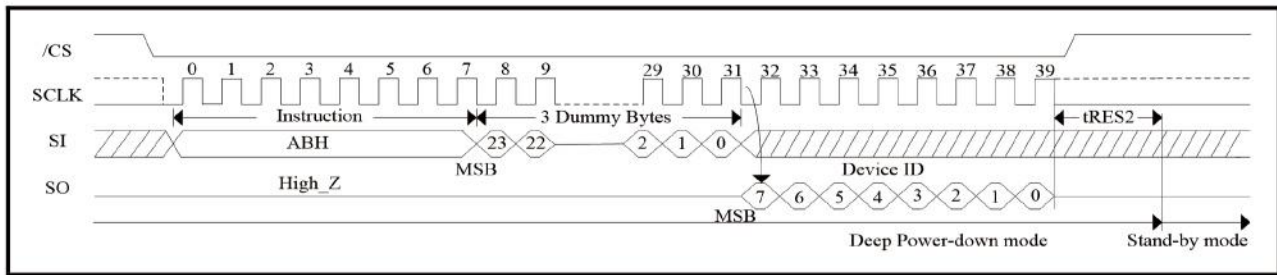 /CS
0 1 2 3 4 5 6 7 8 9 29 30 31 32 33 34 35 36 37 38 39
SCLK
Instruction 3 Dummy Bytes tRES2
SI ABH 23 22 2 1 0
MSB Device ID
SO High_Z 7 6 5 4 3 2 1 0
MSB
Deep Power-down mode Stand-by mode